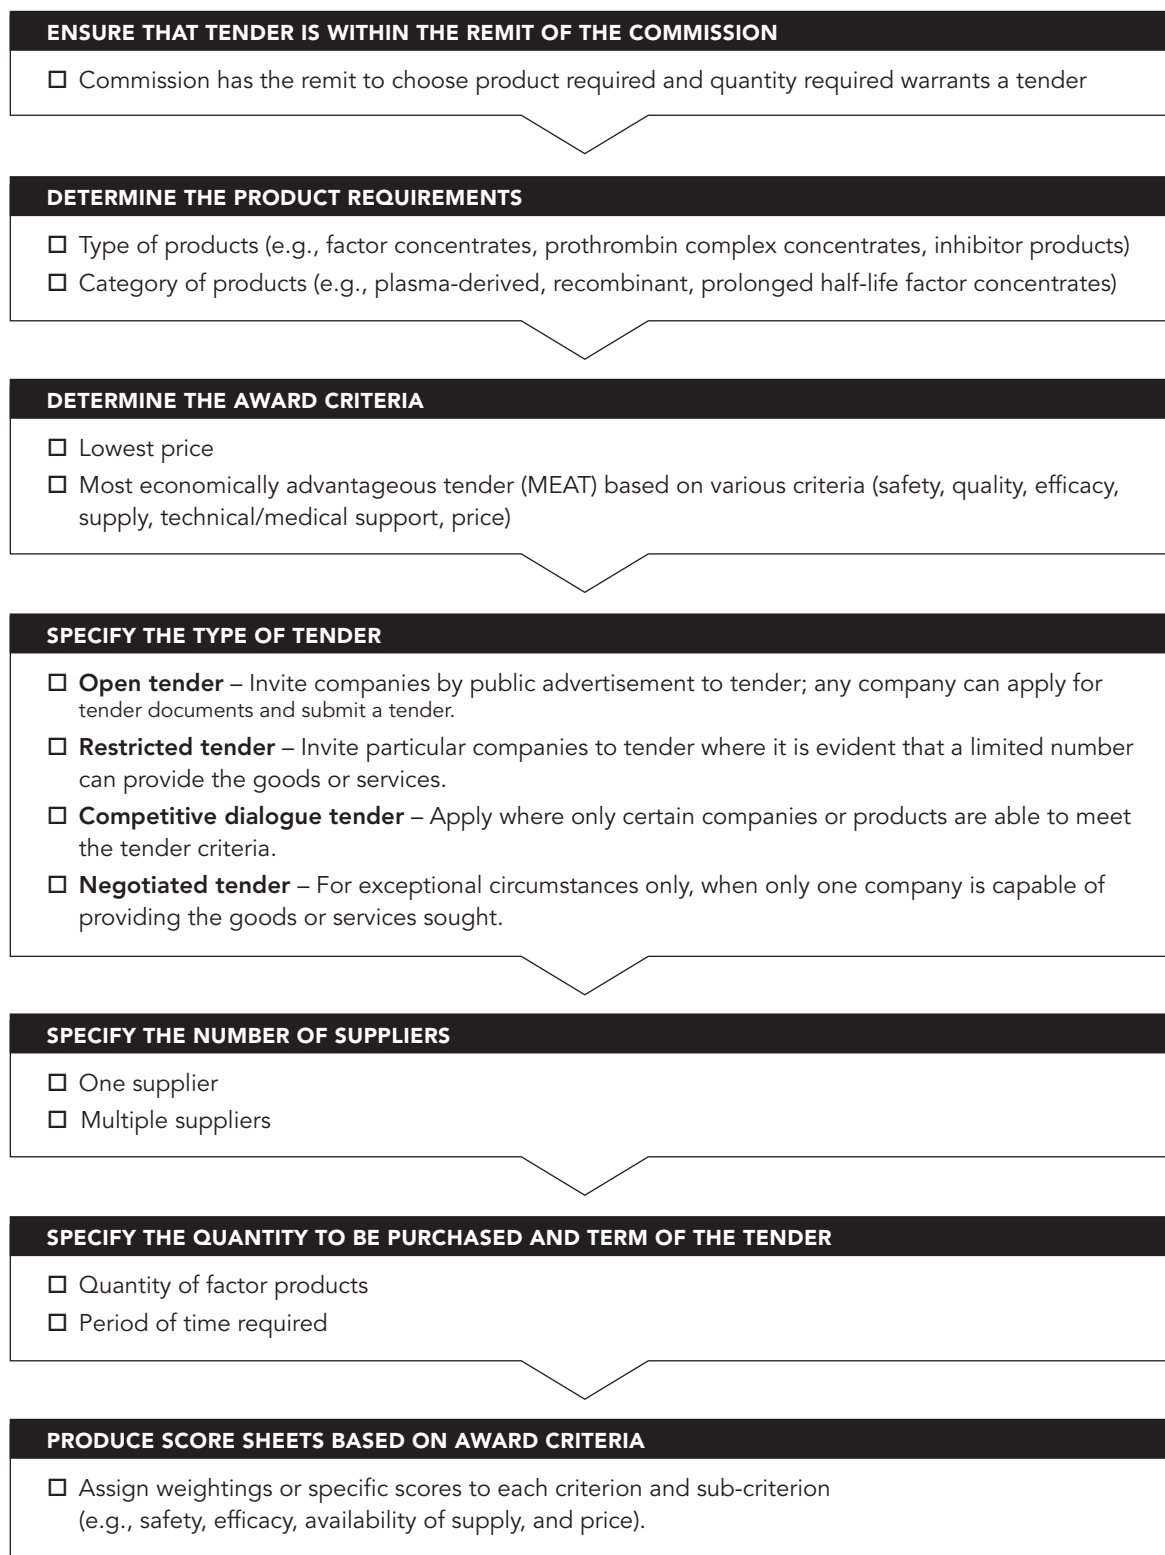 ENSURE THAT TENDER IS WITHIN THE REMIT OF THE COMMISSION
Commission has the remit to choose product required and quantity required warrants a tender
DETERMINE THE PRODUCT REQUIREMENTS
Type of products (e.g., factor concentrates, prothrombin complex concentrates, inhibitor products)
Category of products (e.g., plasma-derived, recombinant, prolonged half-life factor concentrates)
DETERMINE THE AWARD CRITERIA
Lowest price
Most economically advantageous tender (MEAT) based on various criteria (safety, quality, efficacy,
supply, technical/medical support, price)
SPECIFY THE TYPE OF TENDER
Open tender – Invite companies by public advertisement to tender; any company can apply for
tender documents and submit a tender.
Restricted tender – Invite particular companies to tender where it is evident that a limited number
can provide the goods or services.
Competitive dialogue tender – Apply where only certain companies or products are able to meet
the tender criteria.
Negotiated tender – For exceptional circumstances only, when only one company is capable of
providing the goods or services sought.
SPECIFY THE NUMBER OF SUPPLIERS
One supplier
Multiple suppliers
SPECIFY THE QUANTITY TO BE PURCHASED AND TERM OF THE TENDER
Quantity of factor products
Period of time required
PRODUCE SCORE SHEETS BASED ON AWARD CRITERIA
Assign weightings or specific scores to each criterion and sub-criterion
(e.g., safety, efficacy, availability of supply, and price).